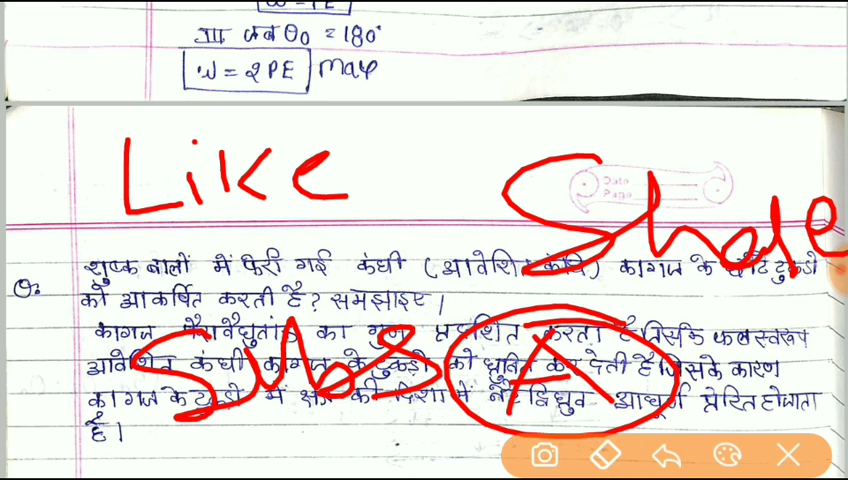 या जब θ0 = 180°
W = 2PE max
Like Share
Date
Page
Q. शुष्क बालों में फेरी गई कंघी (आवेशित कंघी) कागज के छोटे टुकडो
को आकर्षित करती है? समझाइए।
कागज का गुण प्रदर्शित करता है जिसके फलस्वरूप
आवेशित कंघी कागज के टुकड़ो को ध्रुवित कर देती है जिसके कारण
कागज के टुकड़ो में क्षेत्र की दिशा में नेट द्विध्रुव आघूर्ण प्रेरित हो जाता
है।
Subs A